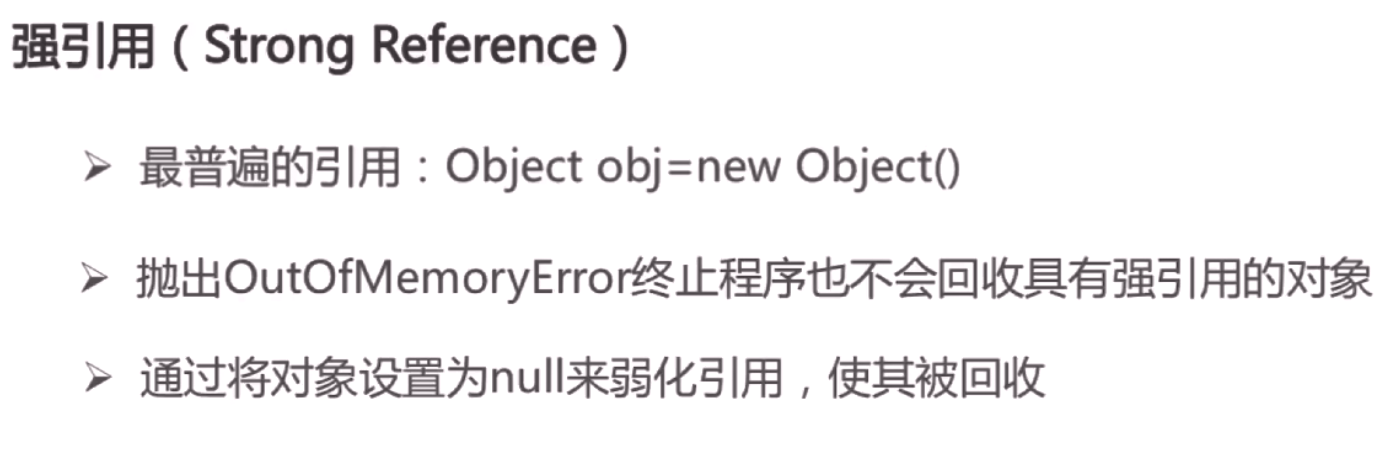 强引用（Strong Reference）
➢ 最普遍的引用：Object obj=new Object()
➢ 抛出OutOfMemoryError终止程序也不会回收具有强引用的对象
➢ 通过将对象设置为null来弱化引用，使其被回收